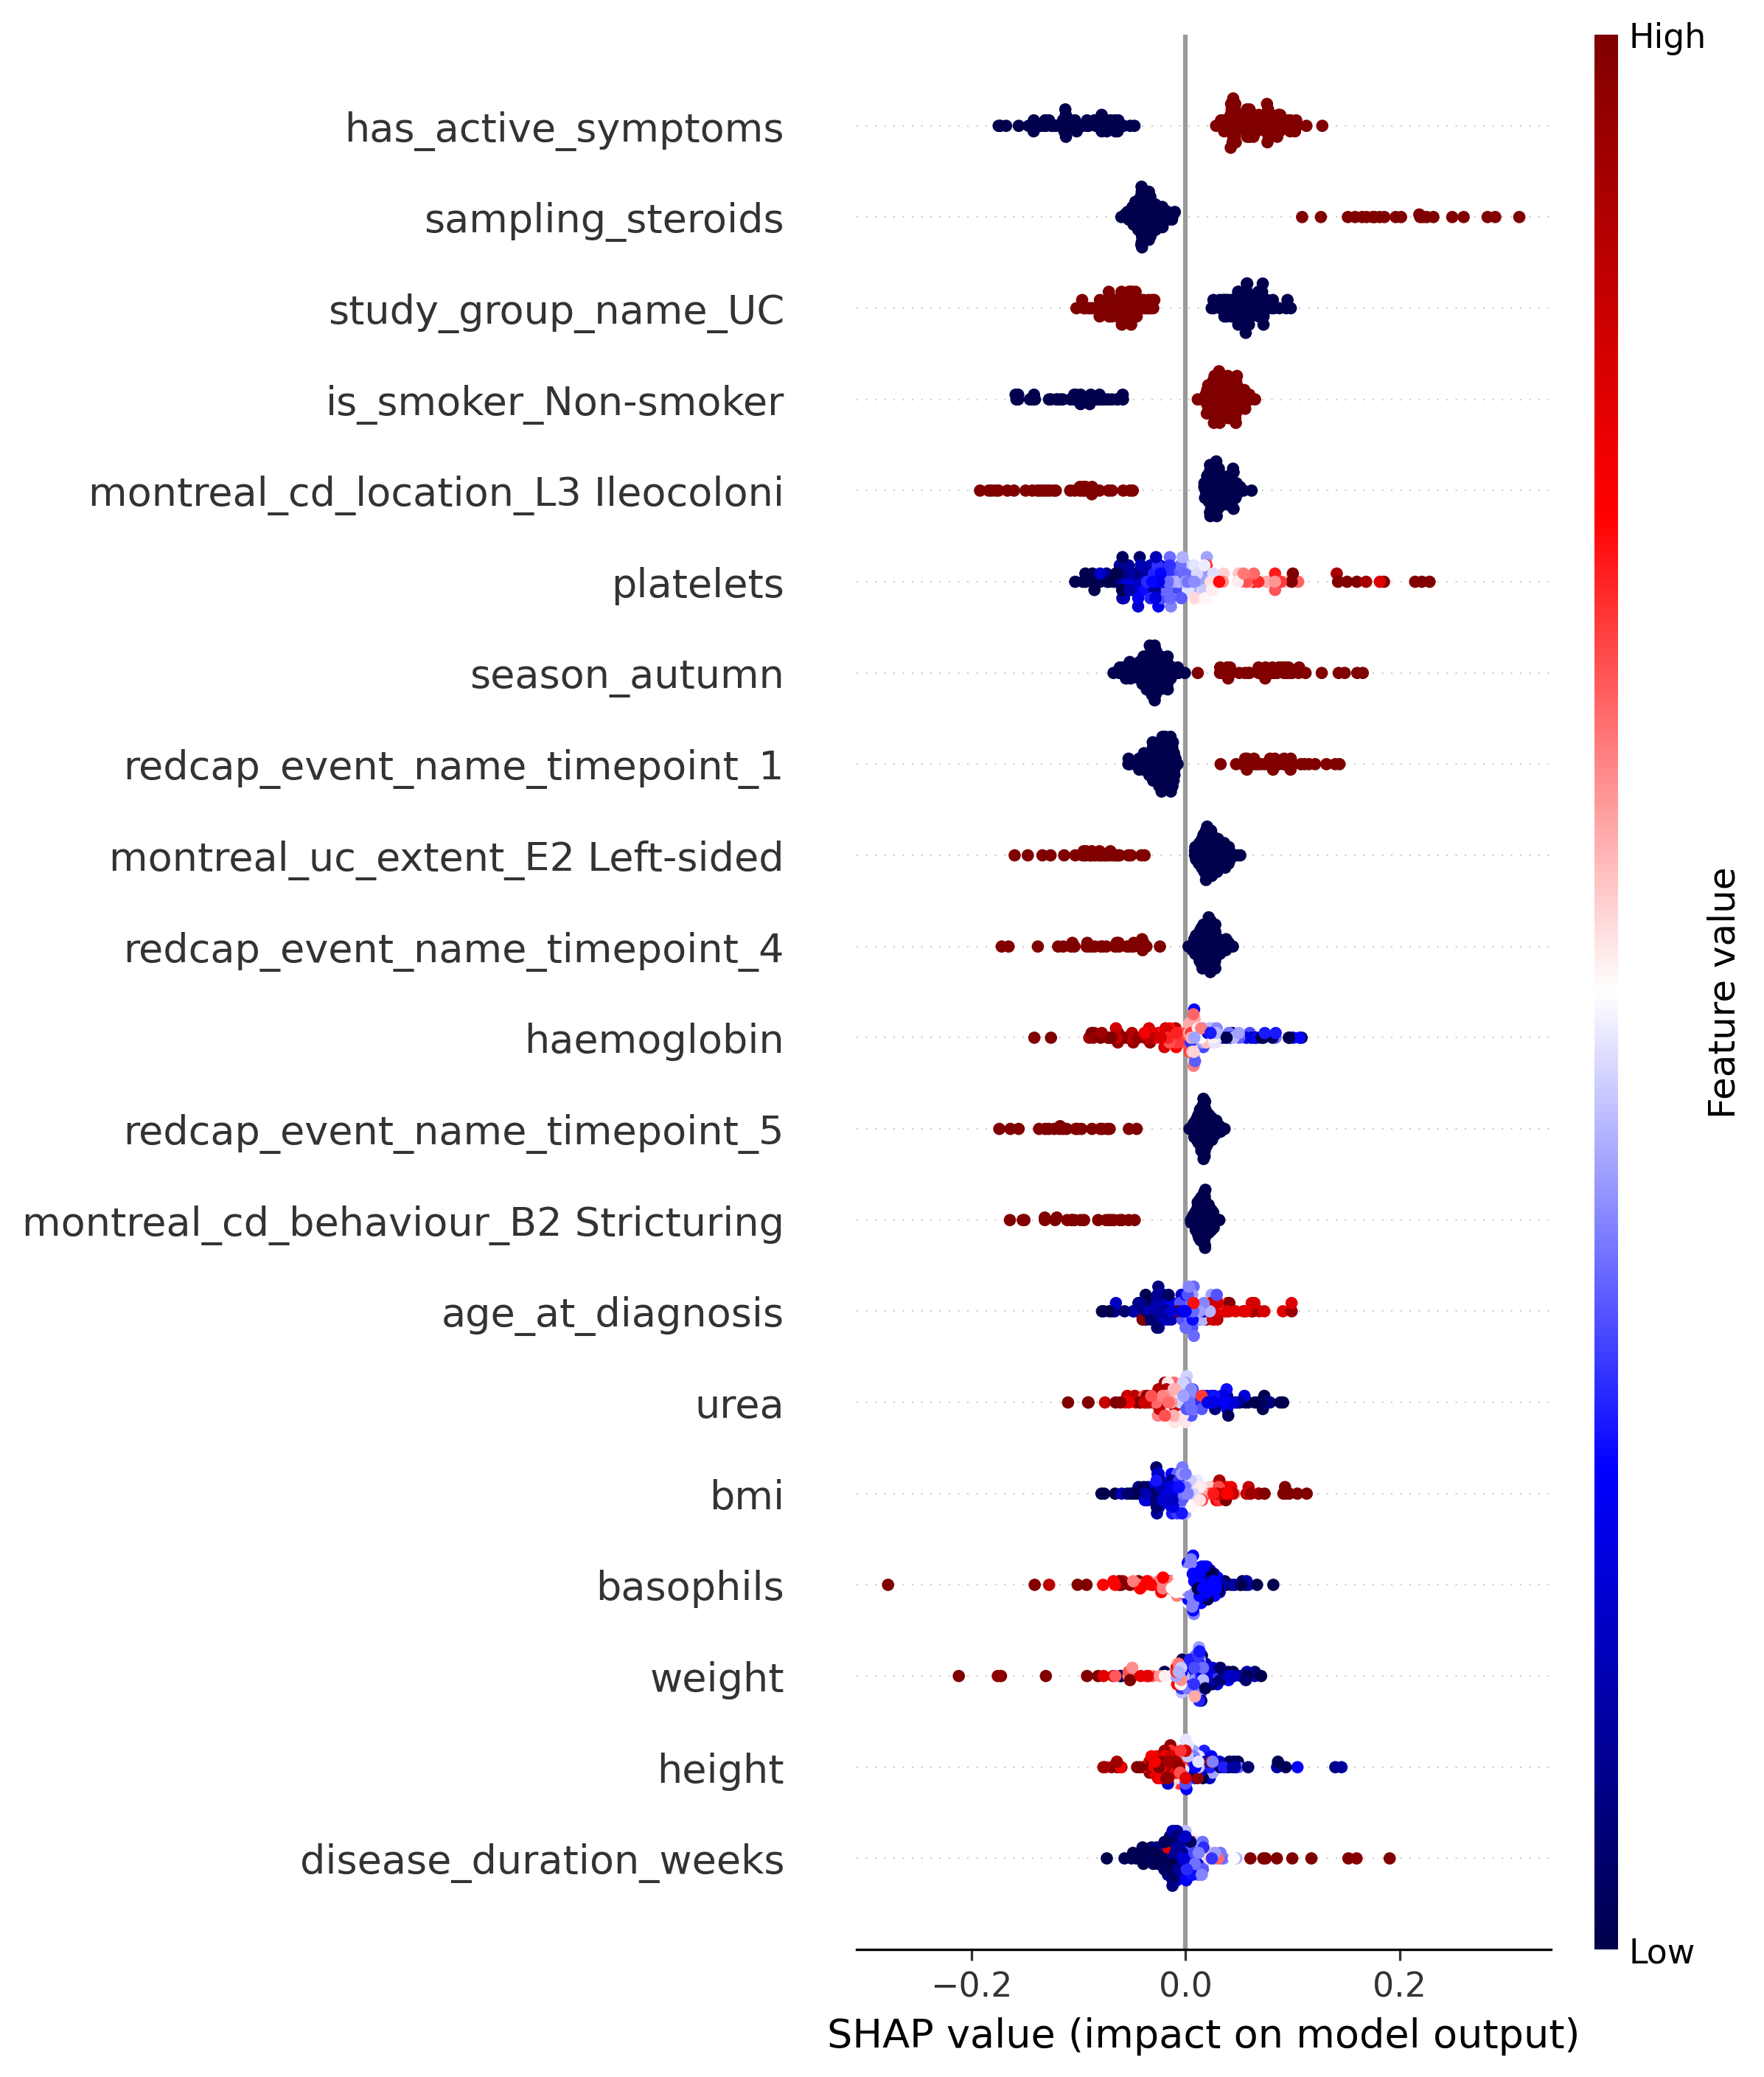 High
has_active_symptoms
sampling_steroids
study_group_name_UC
is_smoker_Non-smoker
montreal_cd_location_L3 Ileocoloni
platelets
season_autumn
redcap_event_name_timepoint_1
montreal_uc_extent_E2 Left-sided
redcap_event_name_timepoint_4
haemoglobin
redcap_event_name_timepoint_5
montreal_cd_behaviour_B2 Stricturing
age_at_diagnosis
urea
bmi
basophils
weight
height
disease_duration_weeks
Feature value
Low
−0.2
0.0
0.2
SHAP value (impact on model output)